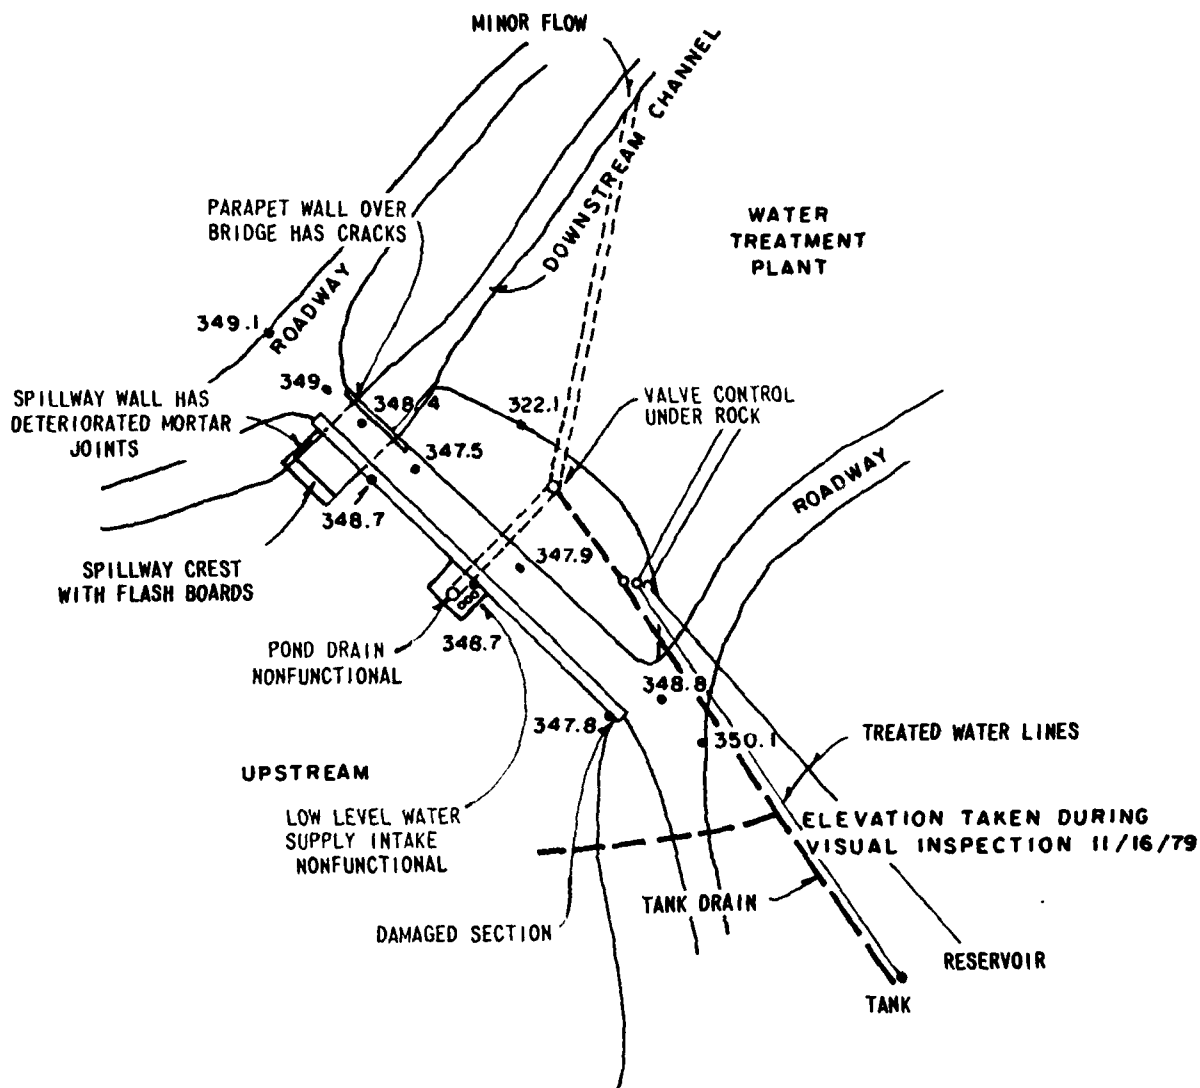 MINOR FLOW
DOWNSTREAM CHANNEL
PARAPET WALL OVER
BRIDGE HAS CRACKS
WATER
TREATMENT
PLANT
ROADWAY
349.1
349
348.4
SPILLWAY WALL HAS
DETERIORATED MORTAR
JOINTS
322.1
VALVE CONTROL
UNDER ROCK
347.5
ROADWAY
348.7
347.9
SPILLWAY CREST
WITH FLASH BOARDS
348.7
POND DRAIN
NONFUNCTIONAL
348.8
347.8
350.1
TREATED WATER LINES
UPSTREAM
LOW LEVEL WATER
SUPPLY INTAKE
NONFUNCTIONAL
ELEVATION TAKEN DURING
VISUAL INSPECTION 11/16/79
TANK DRAIN
DAMAGED SECTION
RESERVOIR
TANK